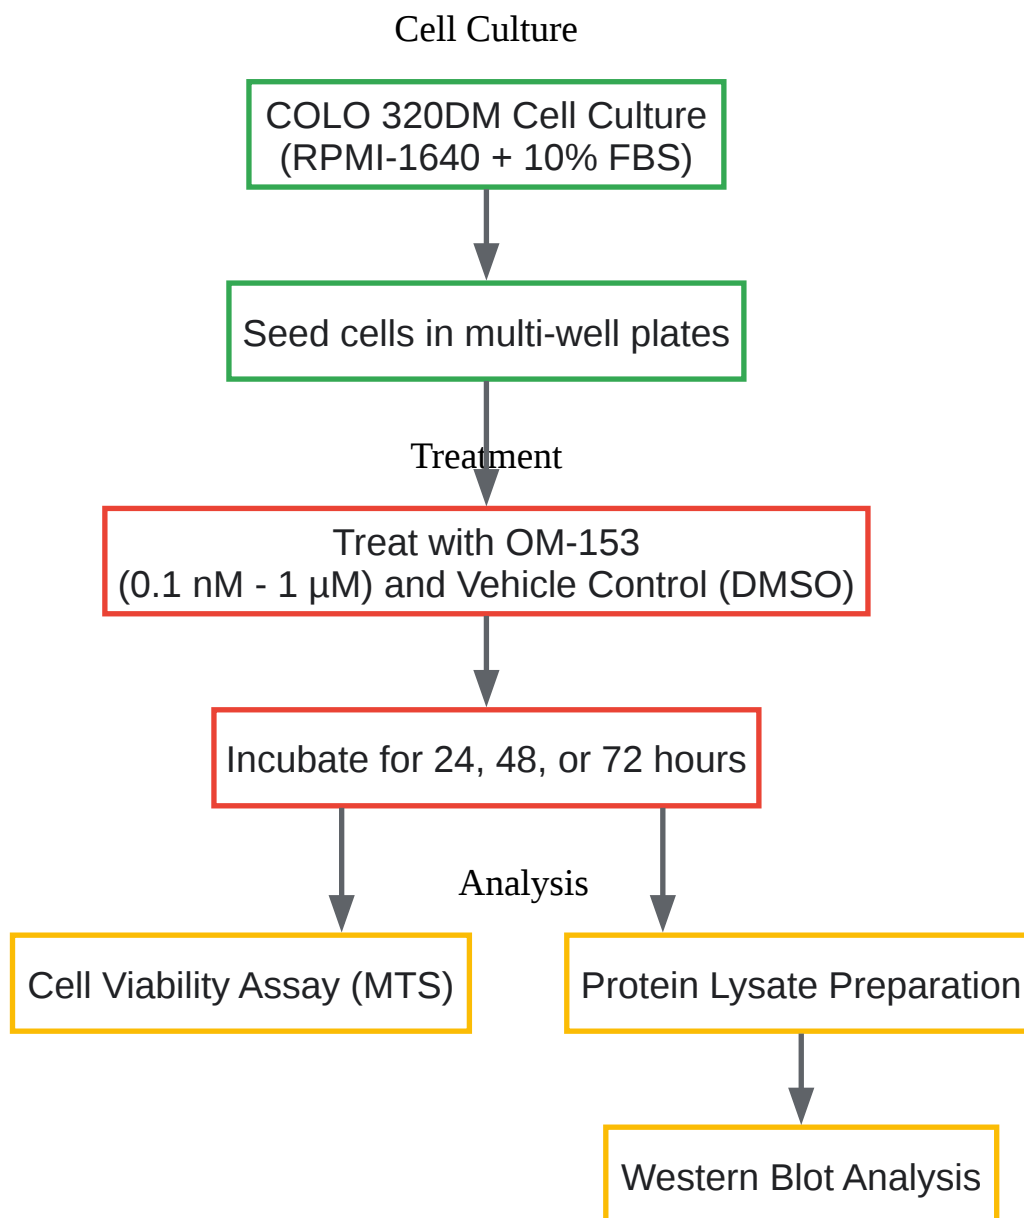 Cell Culture
COLO 320DM Cell Culture
(RPMI-1640 + 10% FBS)
Seed cells in multi-well plates
Treatment
Treat with OM-153
(0.1 nM - 1 µM) and Vehicle Control (DMSO)
Incubate for 24, 48, or 72 hours
Analysis
Cell Viability Assay (MTS)
Protein Lysate Preparation
Western Blot Analysis